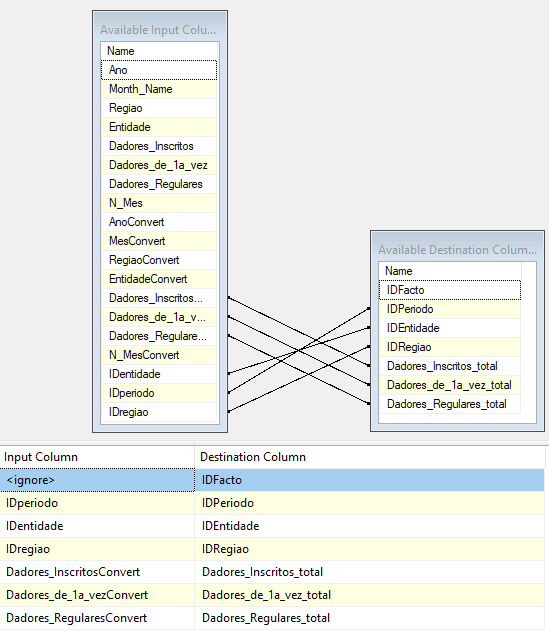 Available Input Colu...
Name
Ano
Month_Name
Regiao
Entidade
Dadores_Inscritos
Dadores_de_1a_vez
Dadores_Regulares
N_Mes
AnoConvert
MesConvert
RegiaoConvert
EntidadeConvert
Dadores_Inscritos...
Dadores_de_1a_v...
Dadores_Regulare...
N_MesConvert
IDentidade
IDperiodo
IDregiao
Available Destination Colum...
Name
IDFacto
IDPeriodo
IDEntidade
IDRegiao
Dadores_Inscritos_total
Dadores_de_1a_vez_total
Dadores_Regulares_total
Input Column Destination Column
<ignore> IDFacto
IDperiodo IDPeriodo
IDentidade IDEntidade
IDregiao IDRegiao
Dadores_InscritosConvert Dadores_Inscritos_total
Dadores_de_1a_vezConvert Dadores_de_1a_vez_total
Dadores_RegularesConvert Dadores_Regulares_total